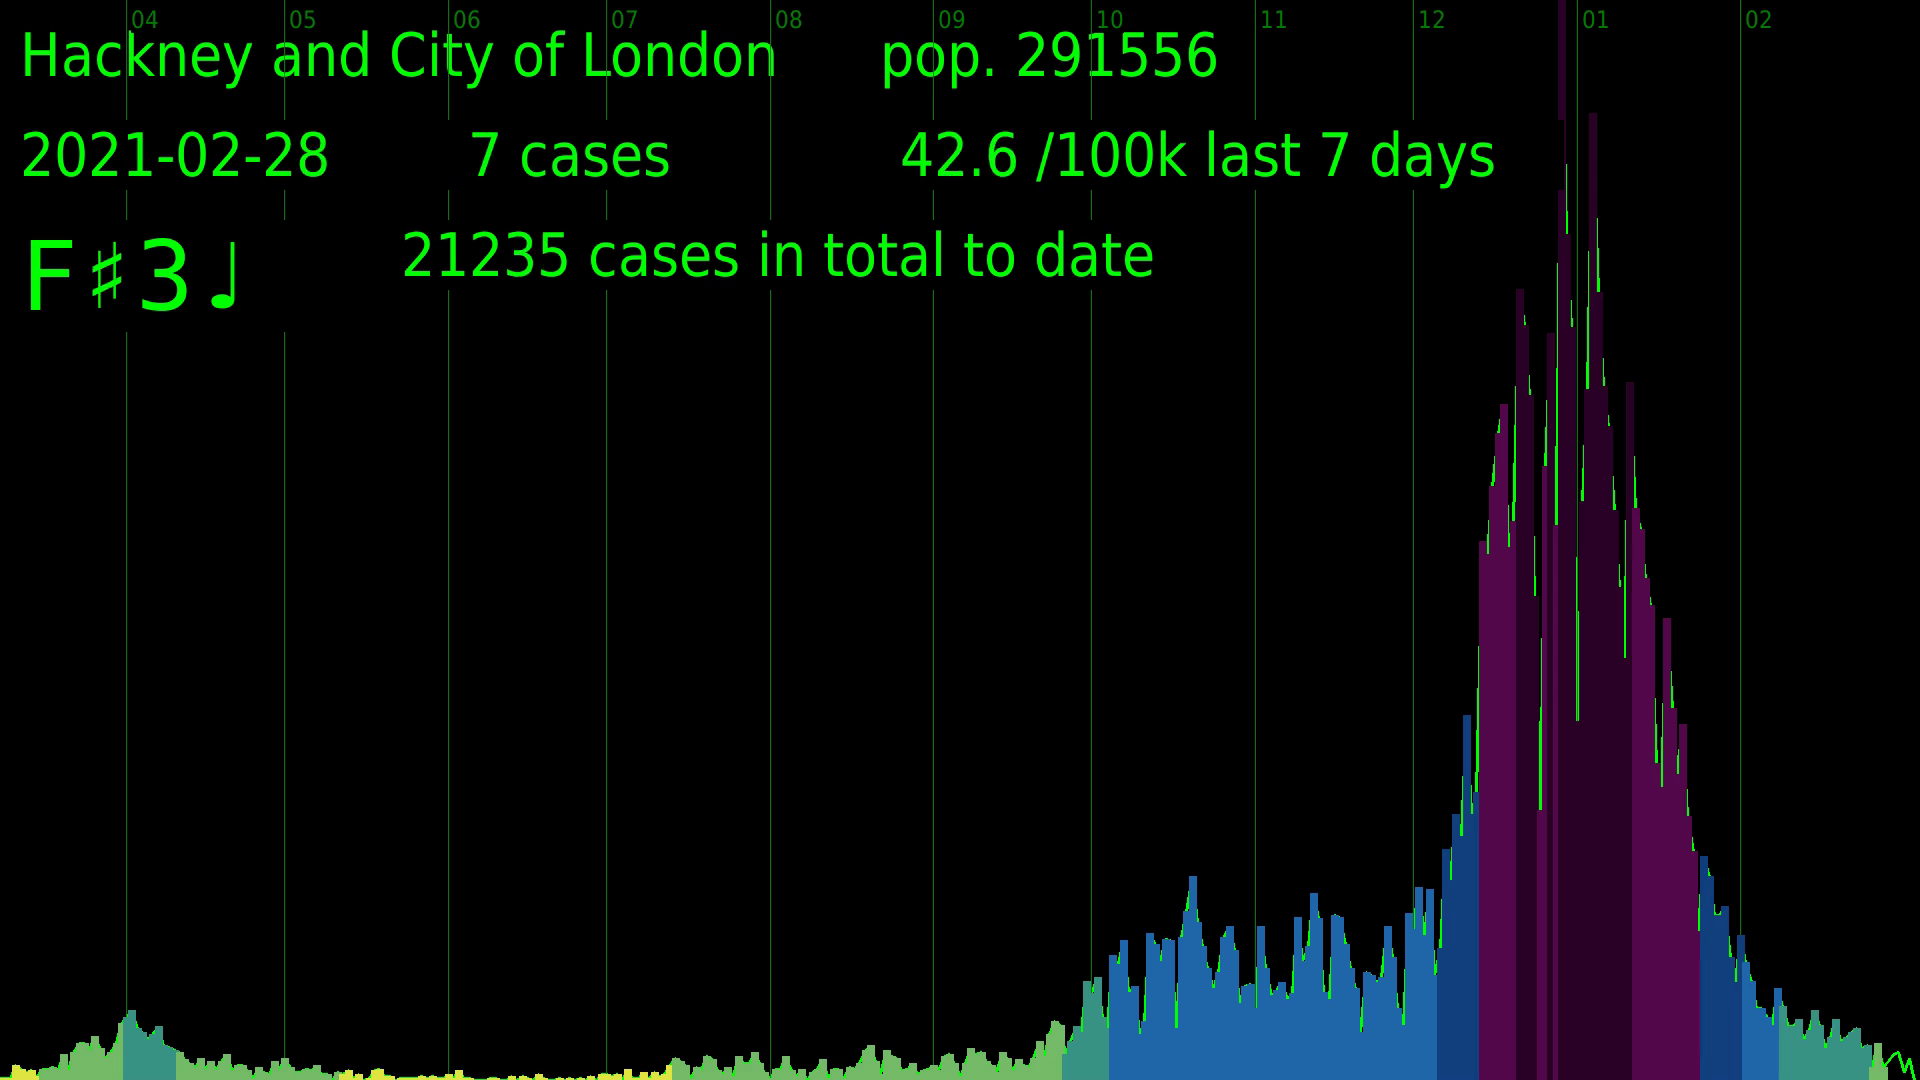 04 05 06 07 08 09 10 11 12 01 02
Hackney and City of London pop. 291556
2021-02-28 7 cases 42.6 /100k last 7 days
F♯3♩ 21235 cases in total to date